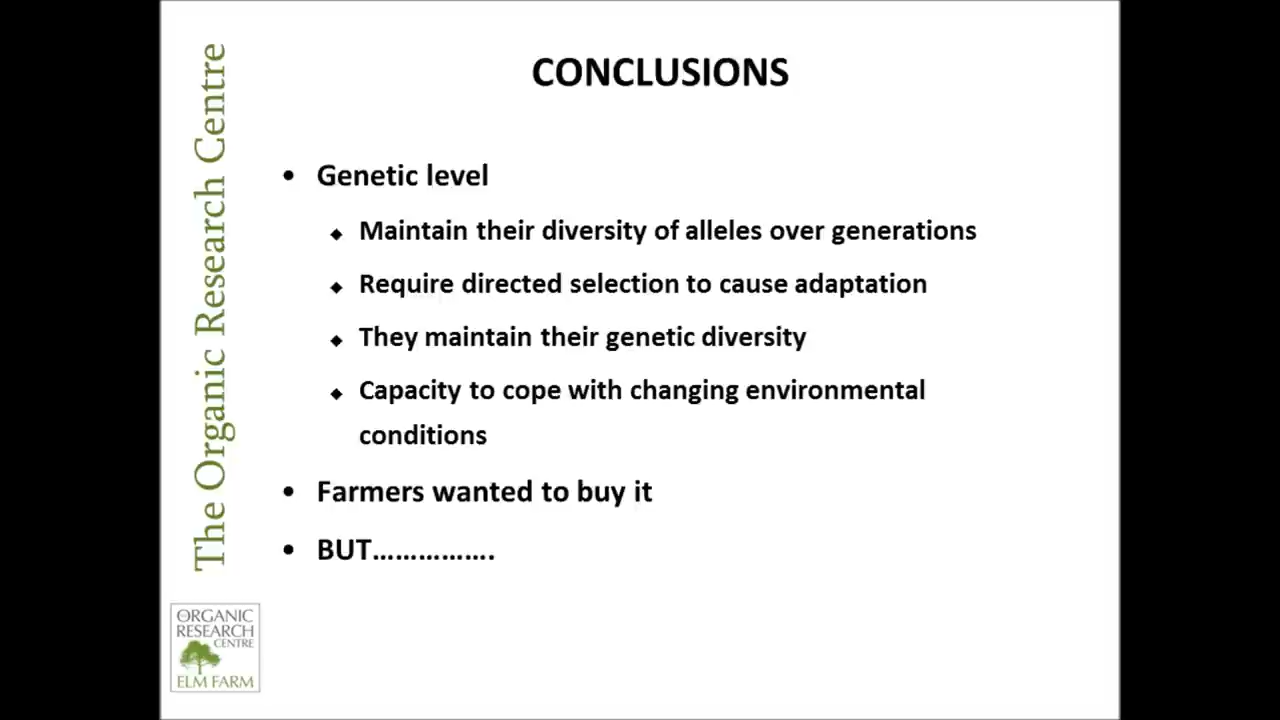 CONCLUSIONS
• Genetic level
◆ Maintain their diversity of alleles over generations
◆ Require directed selection to cause adaptation
◆ They maintain their genetic diversity
◆ Capacity to cope with changing environmental
conditions
• Farmers wanted to buy it
• BUT…………….
The Organic Research Centre
THE ORGANIC
RESEARCH
CENTRE
ELM FARM